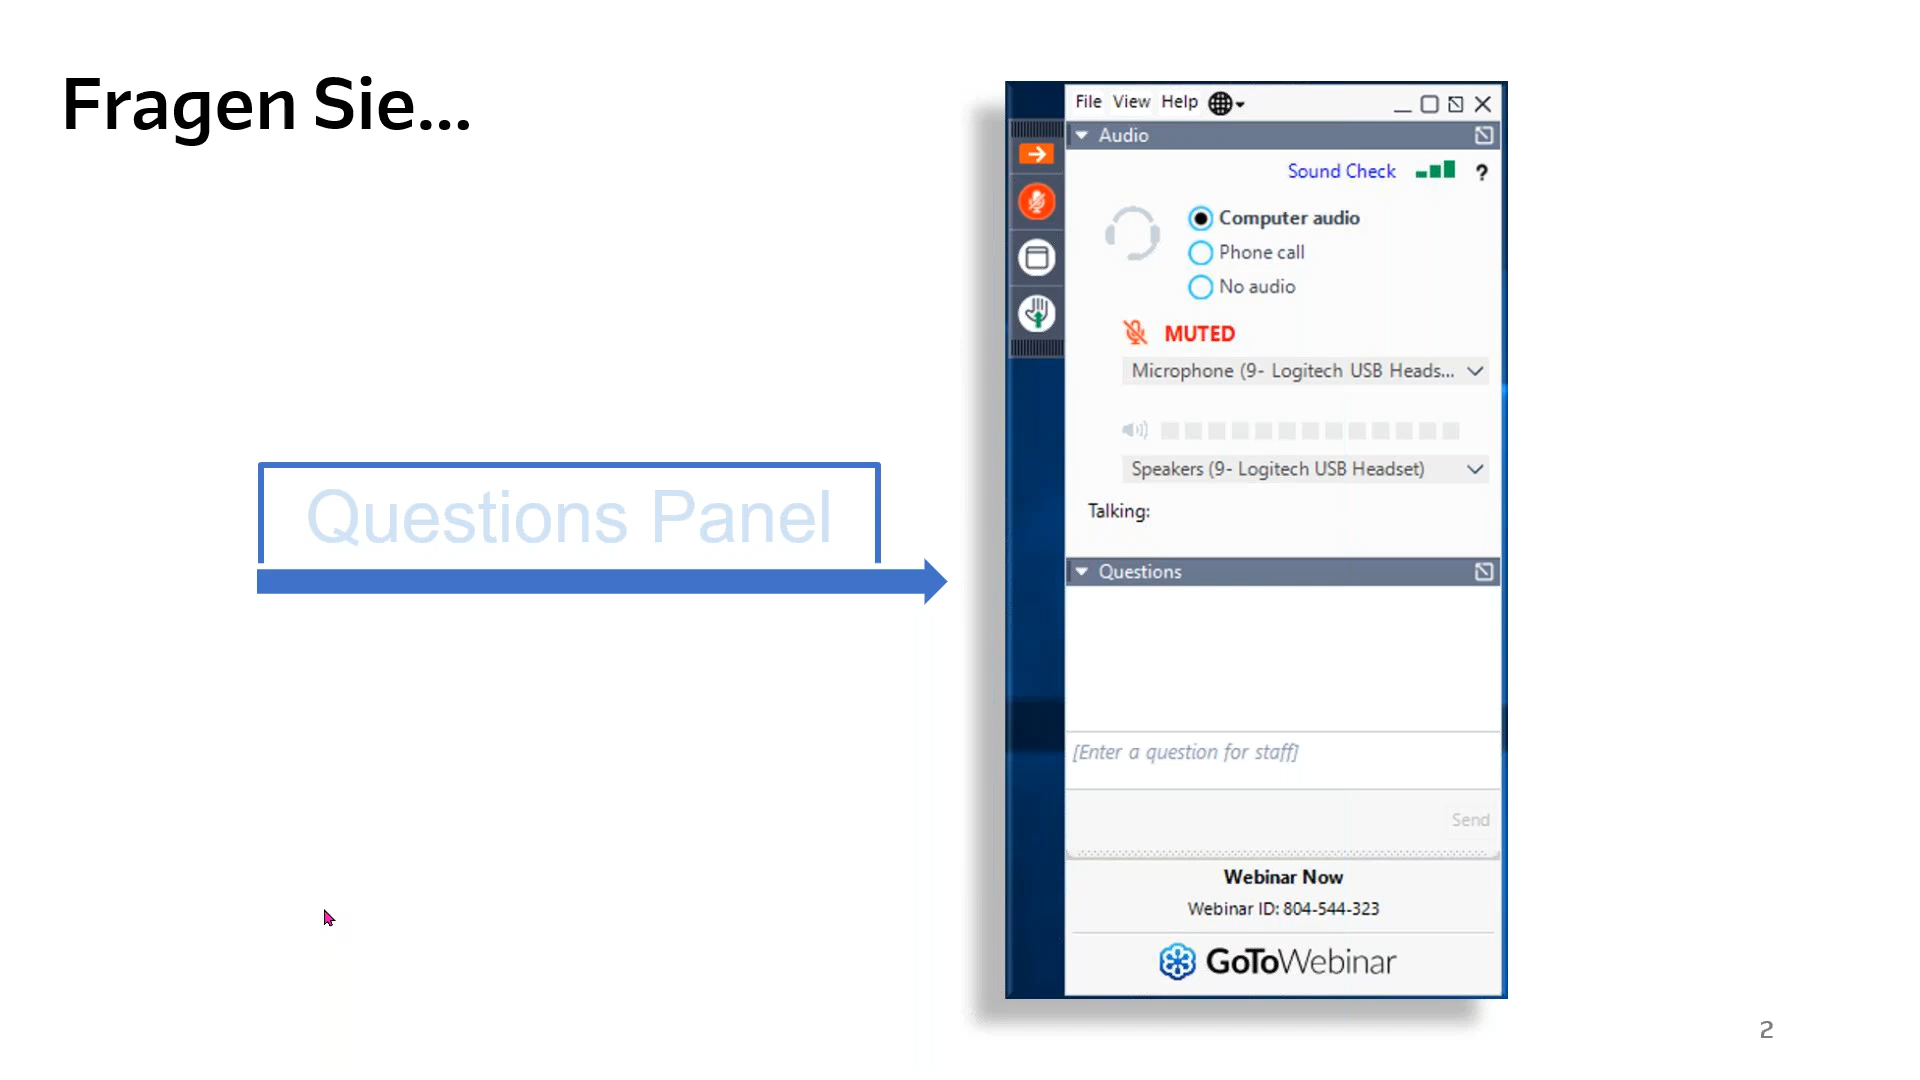 Fragen Sie...
File View Help
Audio
Sound Check ?
Computer audio
Phone call
No audio
MUTED
Microphone (9- Logitech USB Heads...
Speakers (9- Logitech USB Headset)
Talking:
Questions Panel
Questions
[Enter a question for staff]
Send
Webinar Now
Webinar ID: 804-544-323
GoToWebinar
2